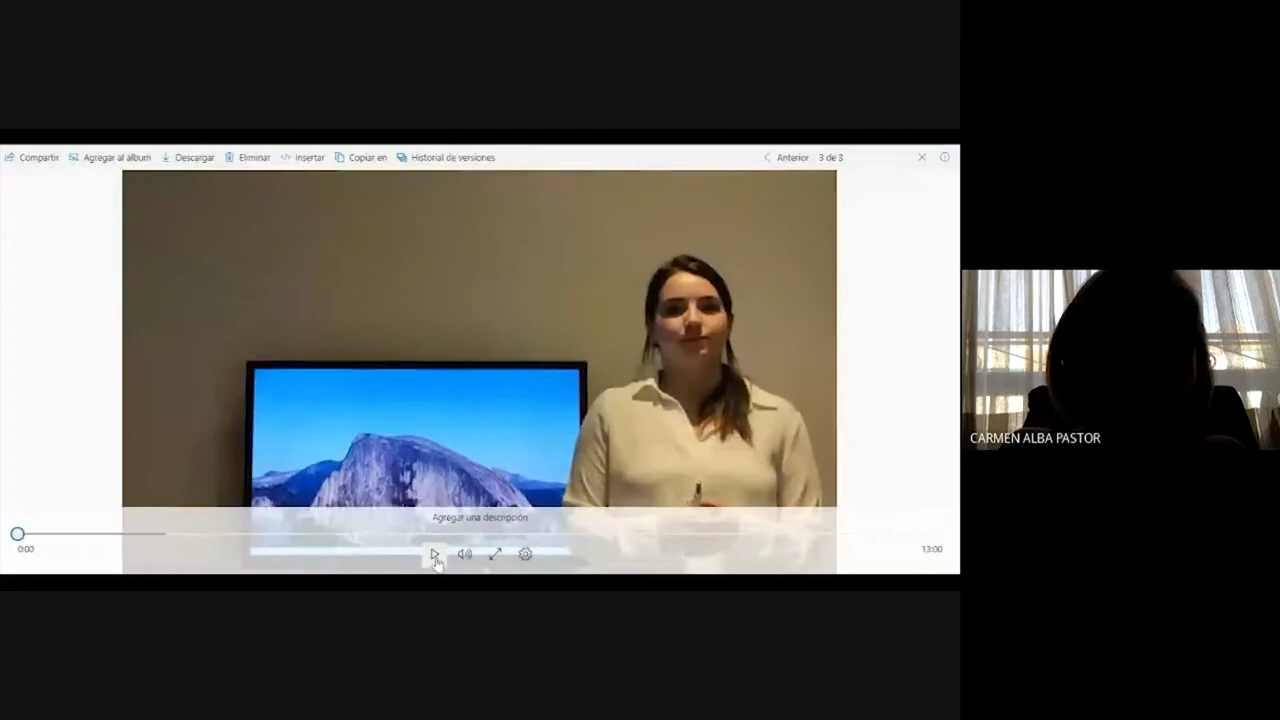 Compartir Agregar al álbum Descargar Eliminar Insertar Copiar en Historial de versiones Anterior 3 de 3
CARMEN ALBA PASTOR
Agregar una descripción
0:00 13:00